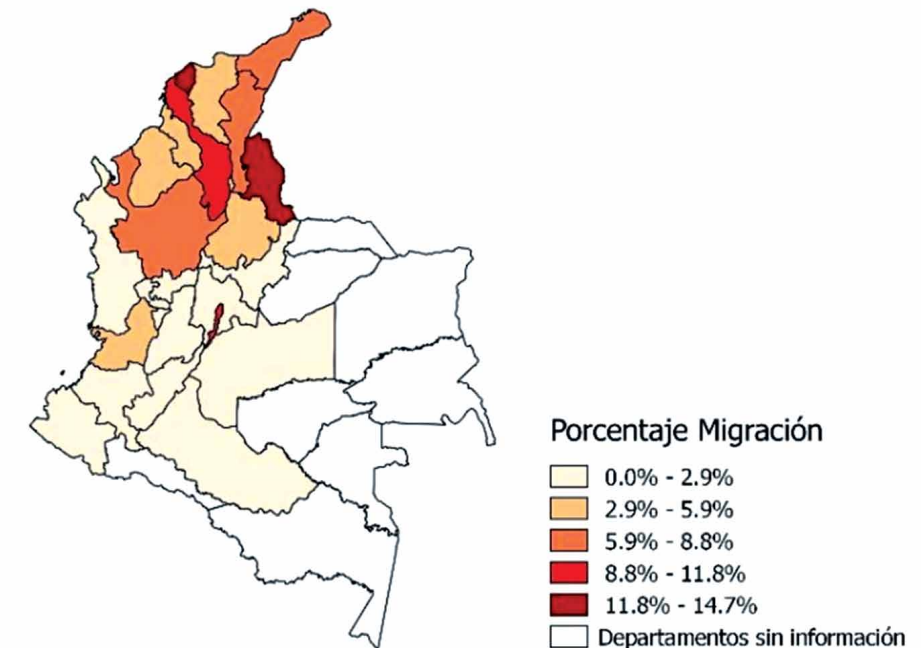 Porcentaje Migración
0.0% - 2.9%
2.9% - 5.9%
5.9% - 8.8%
8.8% - 11.8%
11.8% - 14.7%
Departamentos sin información